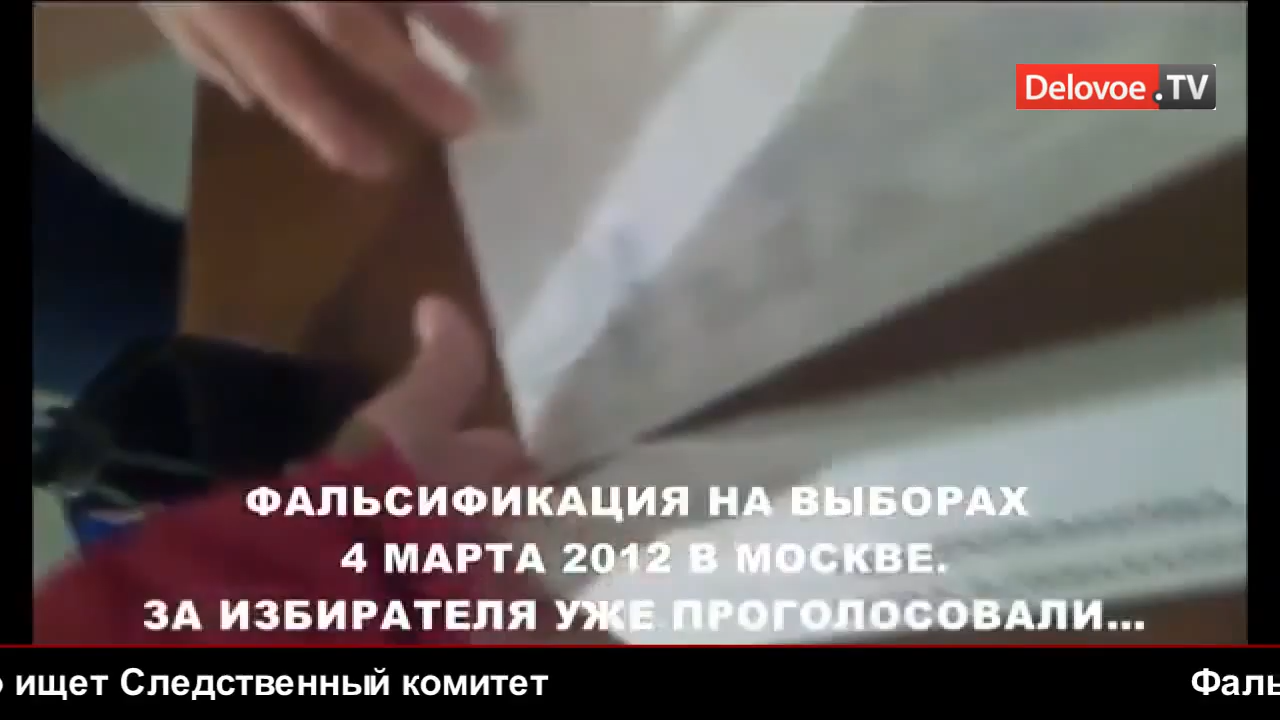 Delovoe.TV
ФАЛЬСИФИКАЦИЯ НА ВЫБОРАХ
4 МАРТА 2012 В МОСКВЕ.
ЗА ИЗБИРАТЕЛЯ УЖЕ ПРОГОЛОСОВАЛИ...
ищет Следственный комитет